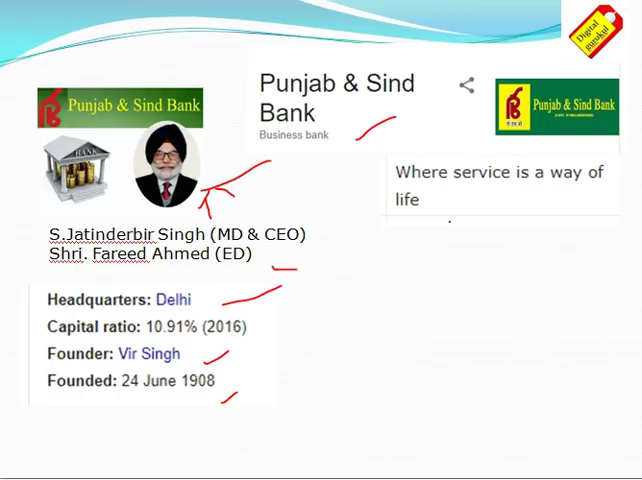 Digital
gurukul
Punjab & Sind Bank
BANK
Punjab & Sind
Bank
Business bank
Punjab & Sind Bank
Where service is a way of
life
S.Jatinderbir Singh (MD & CEO)
Shri. Fareed Ahmed (ED)
Headquarters: Delhi
Capital ratio: 10.91% (2016)
Founder: Vir Singh
Founded: 24 June 1908